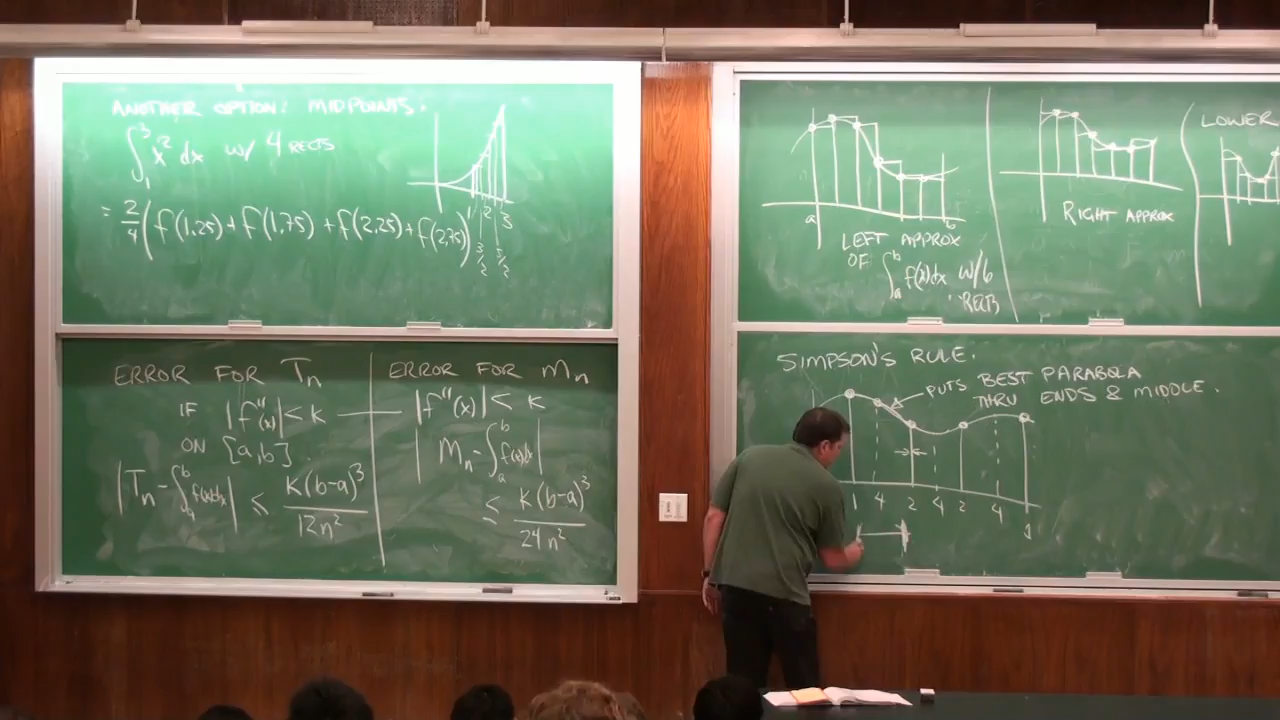 ANOTHER OPTION: MIDPOINTS.
∫₁³ x² dx w/ 4 RECTS
= 2/4 (f(1.25) + f(1.75) + f(2.25) + f(2.75))
1 2 3
3/2 5/2
ERROR FOR Tn
IF |f''(x)| < K
ON [a,b]
|Tn - ∫ₐᵇ f(x)dx| ≤ K(b-a)³/12n²
ERROR FOR Mn
|f''(x)| < K
|Mn - ∫ₐᵇ f(x)dx|
≤ K(b-a)³/24n²
a b
LEFT APPROX
OF ∫ₐᵇ f(x)dx w/6
RECTS
RIGHT APPROX
LOWER
SIMPSON'S RULE.
PUTS BEST PARABOLA
THRU ENDS & MIDDLE.
1 4 2 4 2 4 1